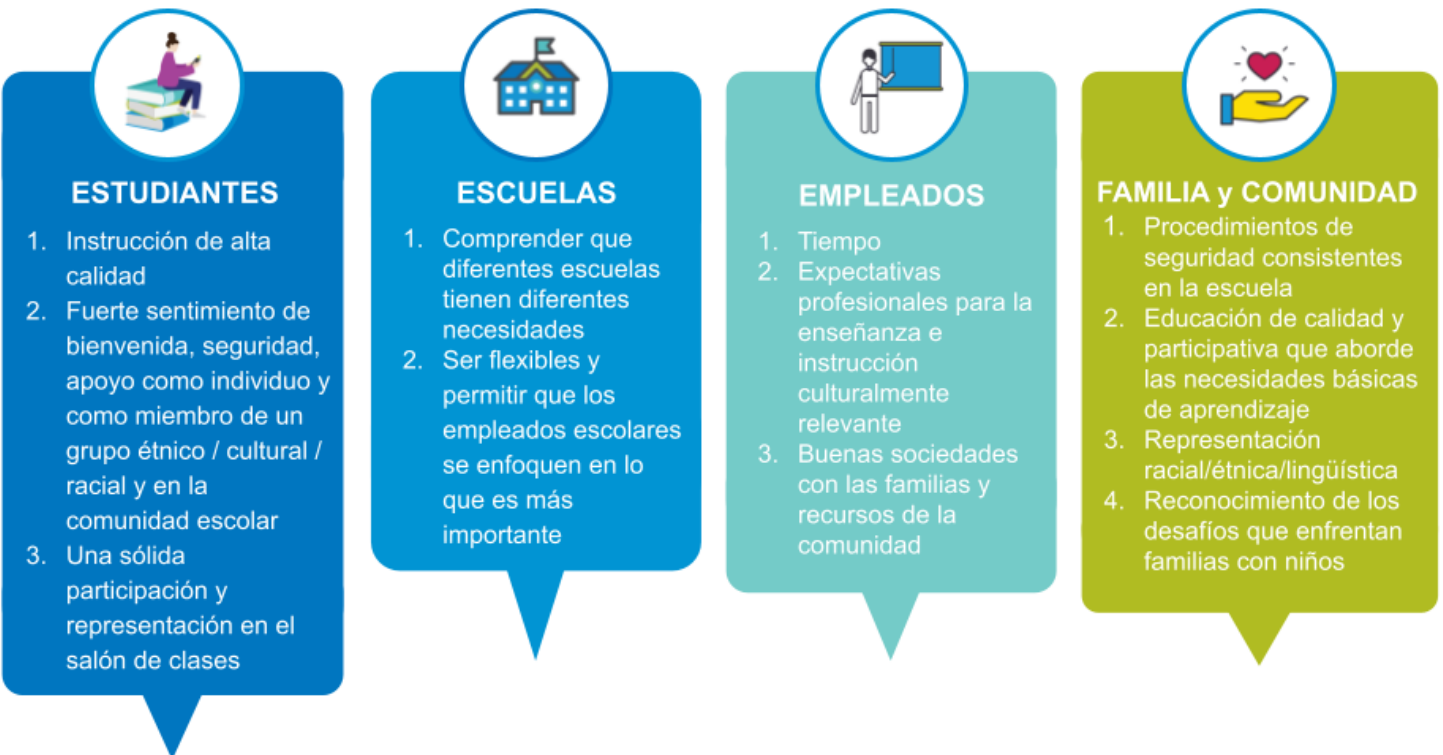 ESTUDIANTES
1. Instrucción de alta
calidad
2. Fuerte sentimiento de
bienvenida, seguridad,
apoyo como individuo y
como miembro de un
grupo étnico / cultural /
racial y en la
comunidad escolar
3. Una sólida
participación y
representación en el
salón de clases
ESCUELAS
1. Comprender que
diferentes escuelas
tienen diferentes
necesidades
2. Ser flexibles y
permitir que los
empleados escolares
se enfoquen en lo
que es más
importante
EMPLEADOS
1. Tiempo
2. Expectativas
profesionales para la
enseñanza e
instrucción
culturalmente
relevante
3. Buenas sociedades
con las familias y
recursos de la
comunidad
FAMILIA y COMUNIDAD
1. Procedimientos de
seguridad consistentes
en la escuela
2. Educación de calidad y
participativa que aborde
las necesidades básicas
de aprendizaje
3. Representación
racial/étnica/lingüística
4. Reconocimiento de los
desafíos que enfrentan
familias con niños